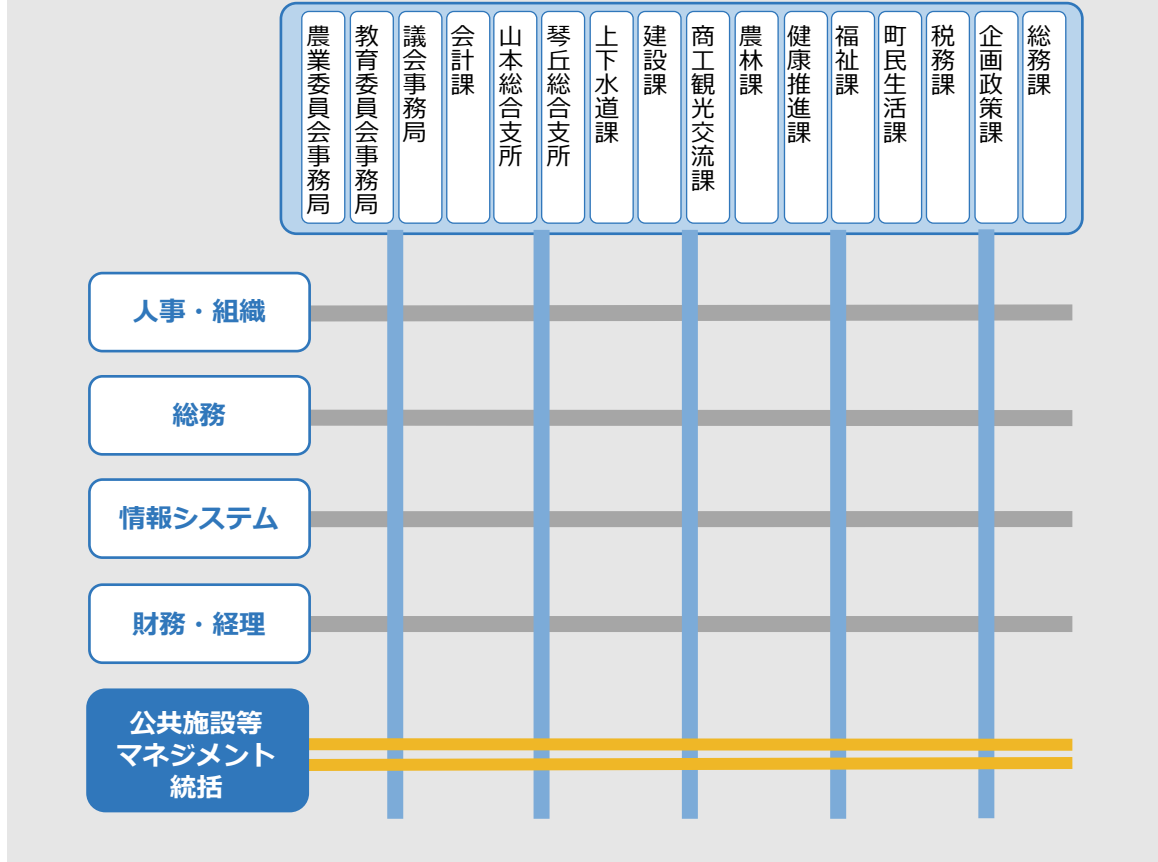 総務課
企画政策課
税務課
町民生活課
福祉課
健康推進課
農林課
商工観光交流課
建設課
上下水道課
琴丘総合支所
山本総合支所
会計課
議会事務局
教育委員会事務局
農業委員会事務局
人事・組織
総務
情報システム
財務・経理
公共施設等
マネジメント
統括